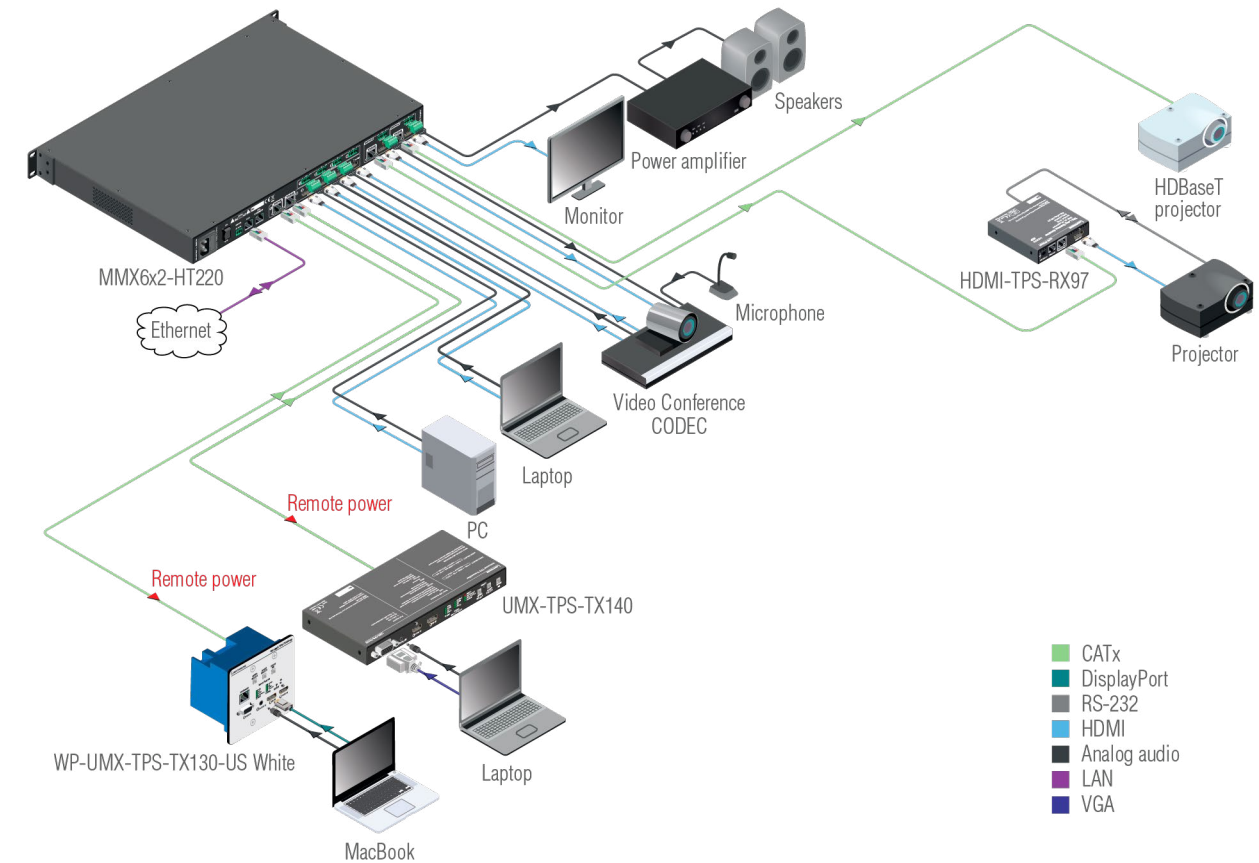 Speakers
Power amplifier
Monitor
HDBaseT
projector
MMX6x2-HT220
HDMI-TPS-RX97
Ethernet
Microphone
Projector
Video Conference
CODEC
Laptop
Remote power
PC
Remote power
UMX-TPS-TX140
WP-UMX-TPS-TX130-US White
Laptop
MacBook
CATx
DisplayPort
RS-232
HDMI
Analog audio
LAN
VGA